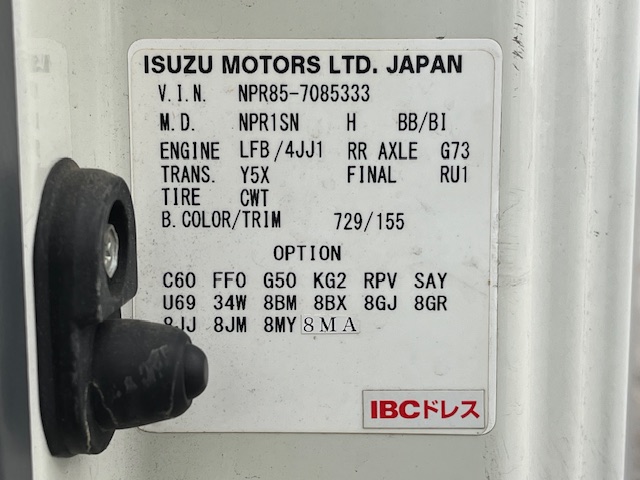 ISUZU MOTORS LTD. JAPAN
V.I.N. NPR85-7085333
M.D. NPR1SN H BB/BI
ENGINE LFB/4JJ1 RR AXLE G73
TRANS. Y5X FINAL RU1
TIRE CWT
B.COLOR/TRIM 729/155
OPTION
C60 FF0 G50 KG2 RPV SAY
U69 34W 8BM 8BX 8GJ 8GR
8JJ 8JM 8MY 8MA
IBCドレス